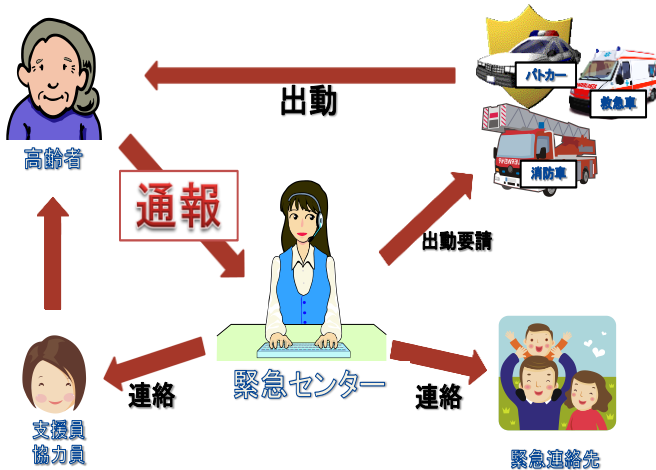 パトカー
救急車
出動
消防車
高齢者
通報
出動要請
連絡
緊急センター
連絡
支援員
協力員
緊急連絡先